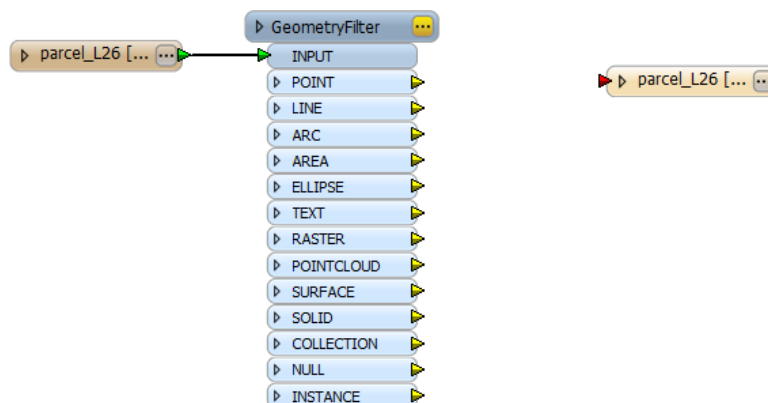 GeometryFilter
parcel_L26 [...
INPUT
parcel_L26 [...
POINT
LINE
ARC
AREA
ELLIPSE
TEXT
RASTER
POINTCLOUD
SURFACE
SOLID
COLLECTION
NULL
INSTANCE